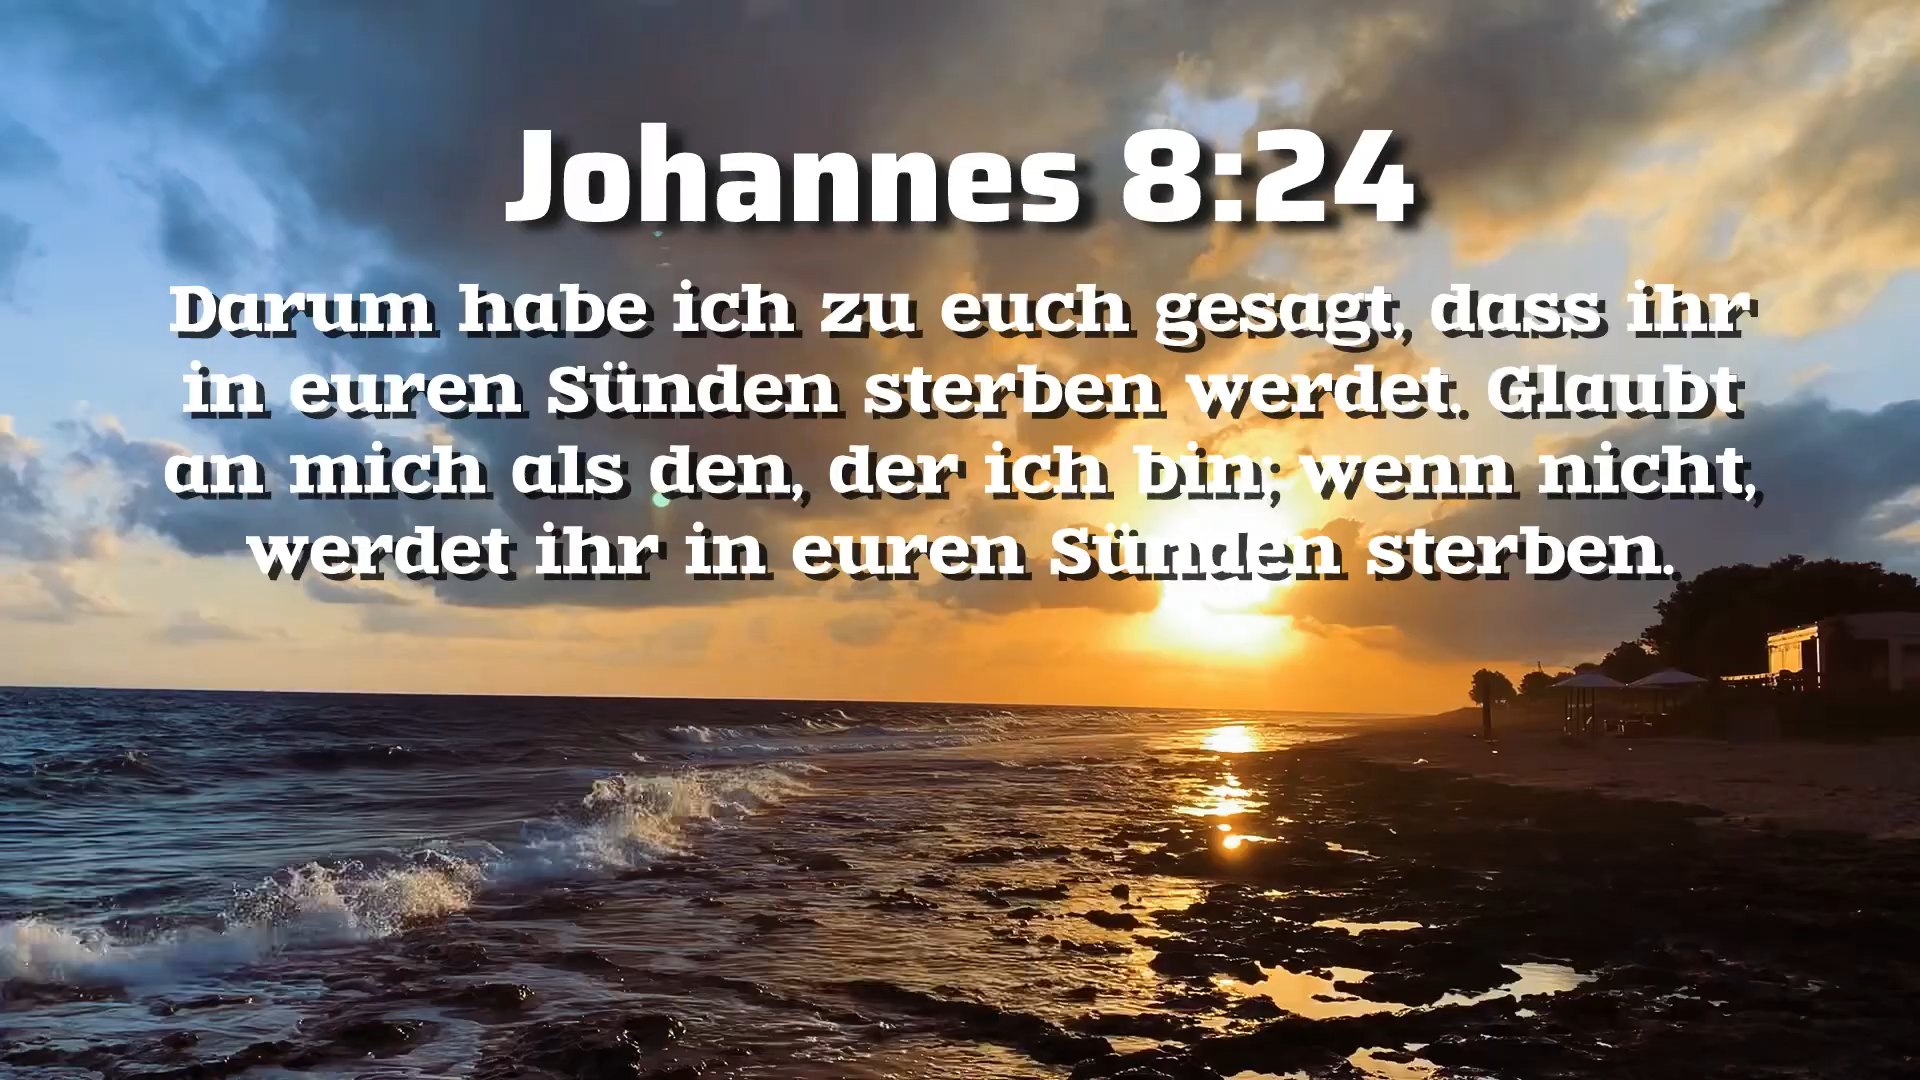 Johannes 8:24
Darum habe ich zu euch gesagt, dass ihr
in euren Sünden sterben werdet. Glaubt
an mich als den, der ich bin; wenn nicht,
werdet ihr in euren Sünden sterben.